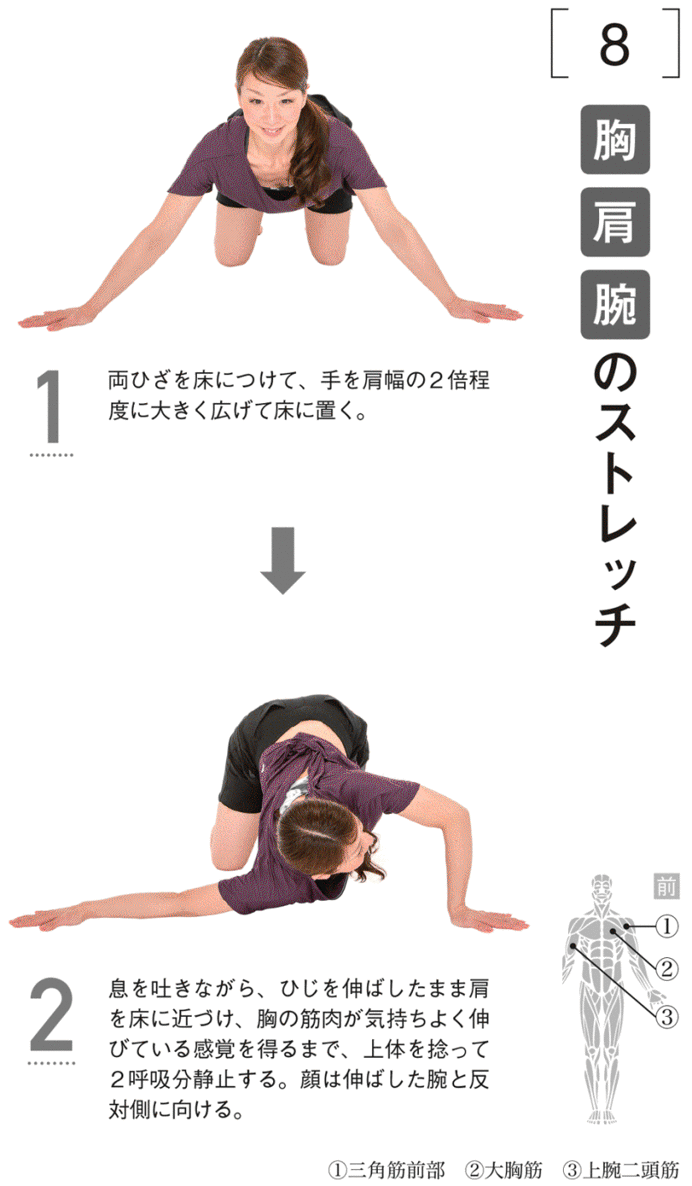 8
胸肩腕のストレッチ
1
両ひざを床につけて、手を肩幅の2倍程
度に大きく広げて床に置く。
2
息を吐きながら、ひじを伸ばしたまま肩
を床に近づけ、胸の筋肉が気持ちよく伸
びている感覚を得るまで、上体を捻って
2呼吸分静止する。顔は伸ばした腕と反
対側に向ける。
前
①
②
③
①三角筋前部 ②大胸筋 ③上腕二頭筋